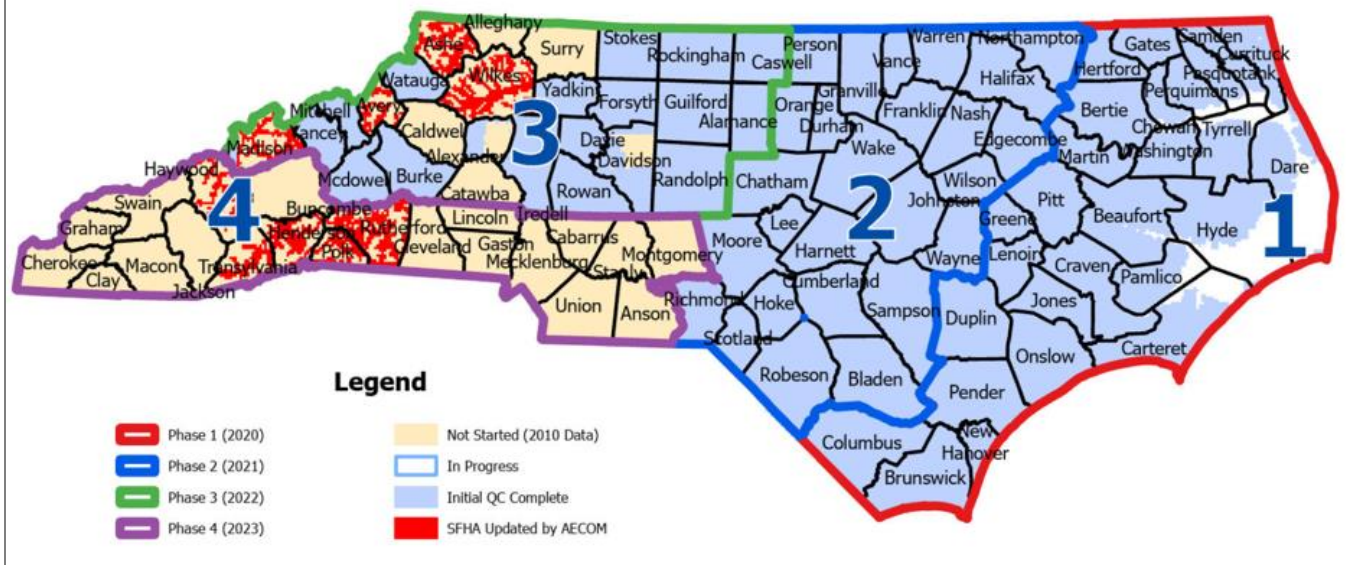 Alleghany
Camden
Ashe
Surry
Stokes
Rockingham
Caswell
Person
Vance
Warren
Northampton
Gates
Currituck
Hertford
Pasquotank
Perquimans
Watauga
Wilkes
Yadkin
Forsyth
Guilford
Alamance
Orange
Granville
Durham
Franklin
Nash
Halifax
Edgecombe
Bertie
Chowan
Tyrrell
Washington
Martin
Dare
Mitchell
Avery
Yancey
Madison
Caldwell
Alexander
3
Davie
Davidson
Wake
Haywood
Mcdowell
Burke
Catawba
Rowan
Randolph
Chatham
2
Wilson
Johnston
Greene
Pitt
Beaufort
Hyde
1
Swain
4
Buncombe
Graham
Henderson
Rutherford
Lincoln
Iredell
Lee
Harnett
Wayne
Lenoir
Craven
Pamlico
Cherokee
Macon
Clay
Jackson
Transylvania
Polk
Cleveland
Gaston
Mecklenburg
Cabarrus
Stanly
Montgomery
Moore
Union
Anson
Richmond
Hoke
Cumberland
Sampson
Duplin
Jones
Carteret
Scotland
Onslow
Robeson
Bladen
Pender
Columbus
New
Hanover
Brunswick
Legend
Phase 1 (2020)
Phase 2 (2021)
Phase 3 (2022)
Phase 4 (2023)
Not Started (2010 Data)
In Progress
Initial QC Complete
SFHA Updated by AECOM